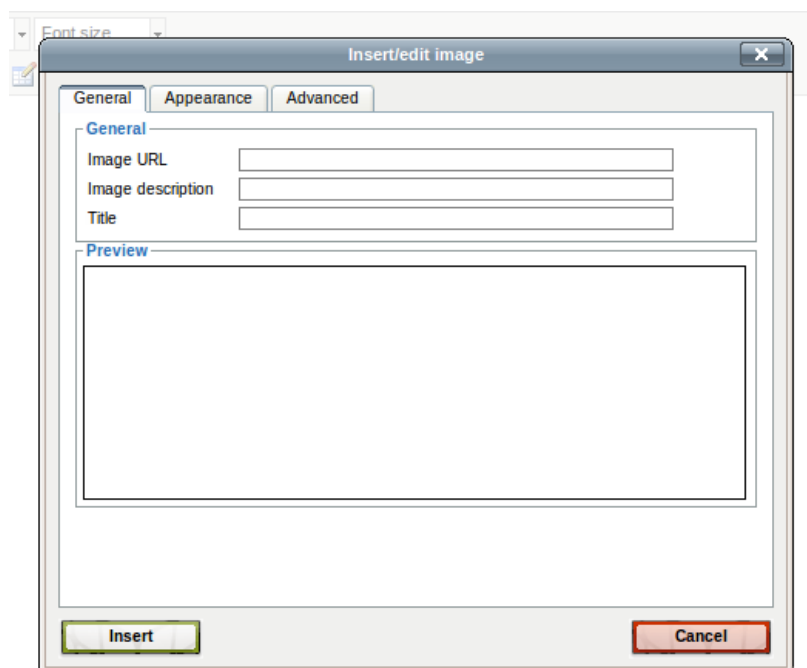 Font size
Insert/edit image
General Appearance Advanced
General
Image URL
Image description
Title
Preview
Insert Cancel